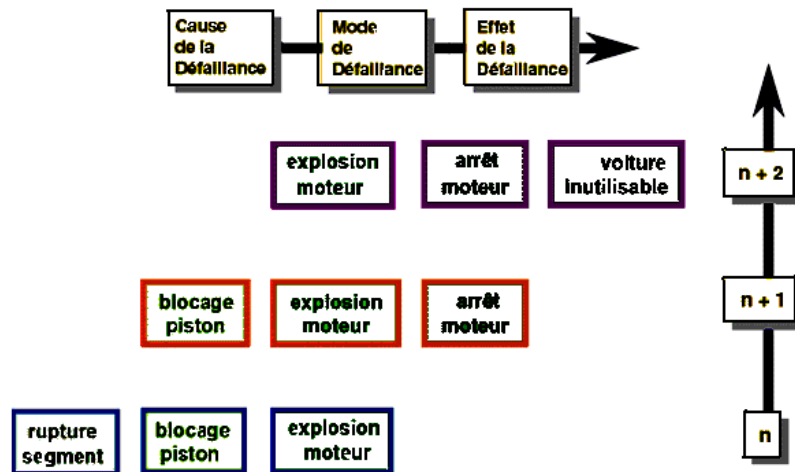 Cause
de la
Défaillance
Mode
de
Défaillance
Effet
de la
Défaillance
explosion
moteur
arrêt
moteur
voiture
inutilisable
n + 2
blocage
piston
explosion
moteur
arrêt
moteur
n + 1
rupture
segment
blocage
piston
explosion
moteur
n